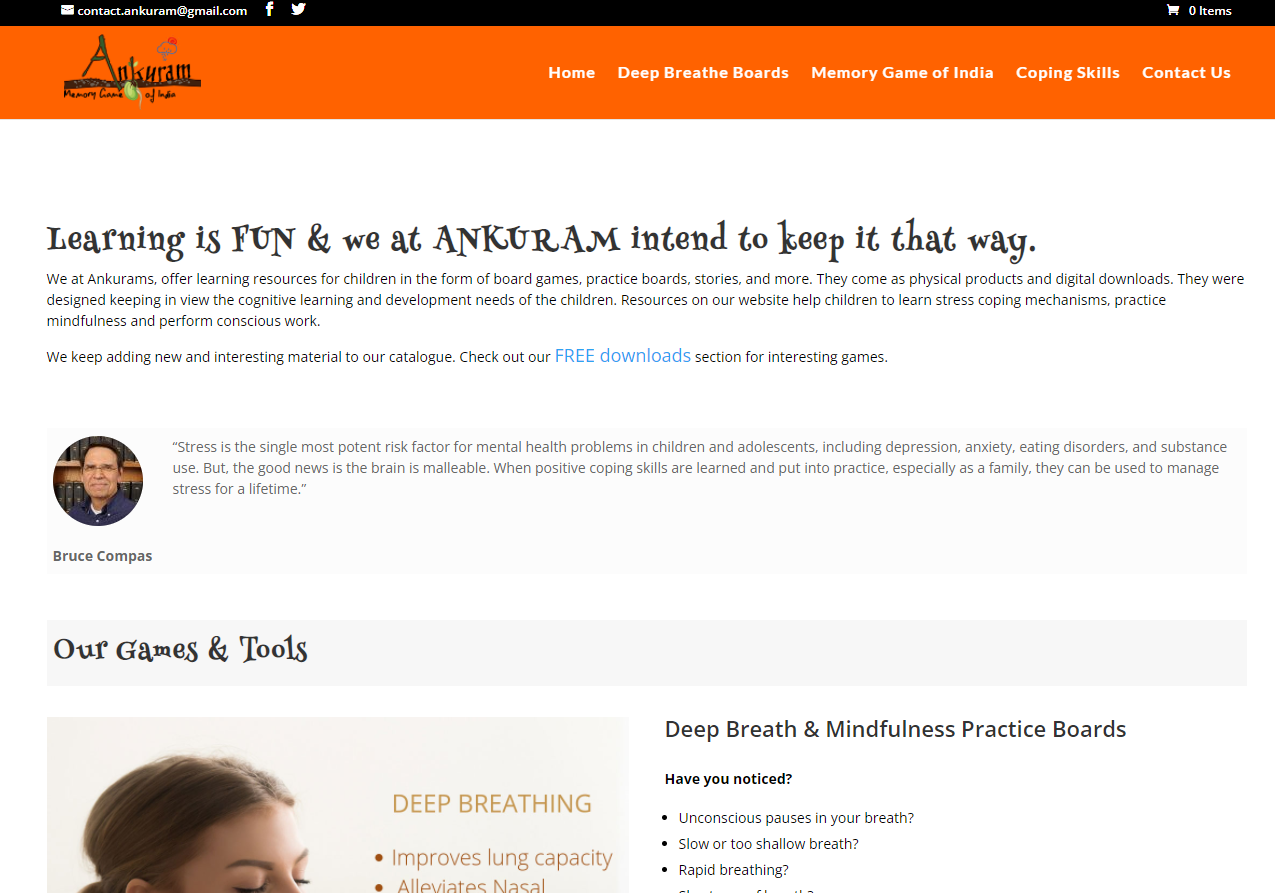 contact.ankuram@gmail.com
0 Items
Ankuram
Memory Game of India
Home
Deep Breathe Boards
Memory Game of India
Coping Skills
Contact Us
Learning is FUN & we at ANKURAM intend to keep it that way.
We at Ankurams, offer learning resources for children in the form of board games, practice boards, stories, and more. They come as physical products and digital downloads. They were
designed keeping in view the cognitive learning and development needs of the children. Resources on our website help children to learn stress coping mechanisms, practice
mindfulness and perform conscious work.
We keep adding new and interesting material to our catalogue. Check out our FREE downloads section for interesting games.
“Stress is the single most potent risk factor for mental health problems in children and adolescents, including depression, anxiety, eating disorders, and substance
use. But, the good news is the brain is malleable. When positive coping skills are learned and put into practice, especially as a family, they can be used to manage
stress for a lifetime.”
Bruce Compas
Our Games & Tools
DEEP BREATHING
• Improves lung capacity
• Alleviates Nasal
Deep Breath & Mindfulness Practice Boards
Have you noticed?
• Unconscious pauses in your breath?
• Slow or too shallow breath?
• Rapid breathing?